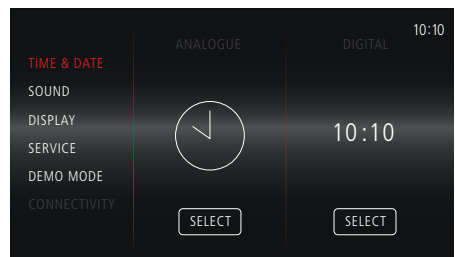 10:10
ANALOGUE
DIGITAL
TIME & DATE
SOUND
DISPLAY
SERVICE
DEMO MODE
CONNECTIVITY
10:10
SELECT
SELECT